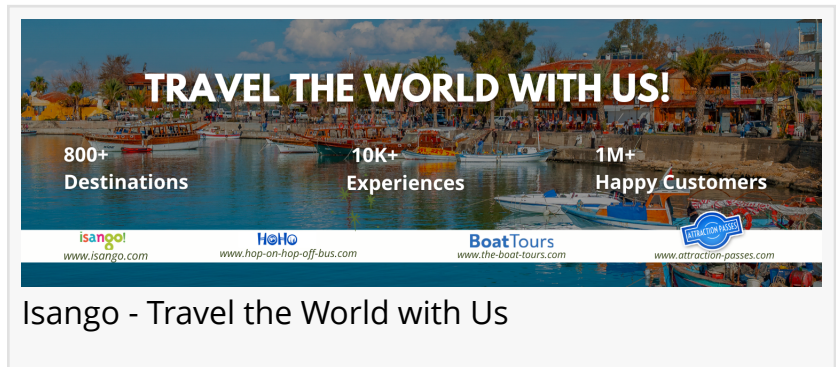 TRAVEL THE WORLD WITH US!
800+ 10K+ 1M+
Destinations Experiences Happy Customers
isango! HOHO BoatTours ATTRACTION PASSES
www.isango.com www.hop-on-hop-off-bus.com www.the-boat-tours.com www.attraction-passes.com
Isango - Travel the World with Us